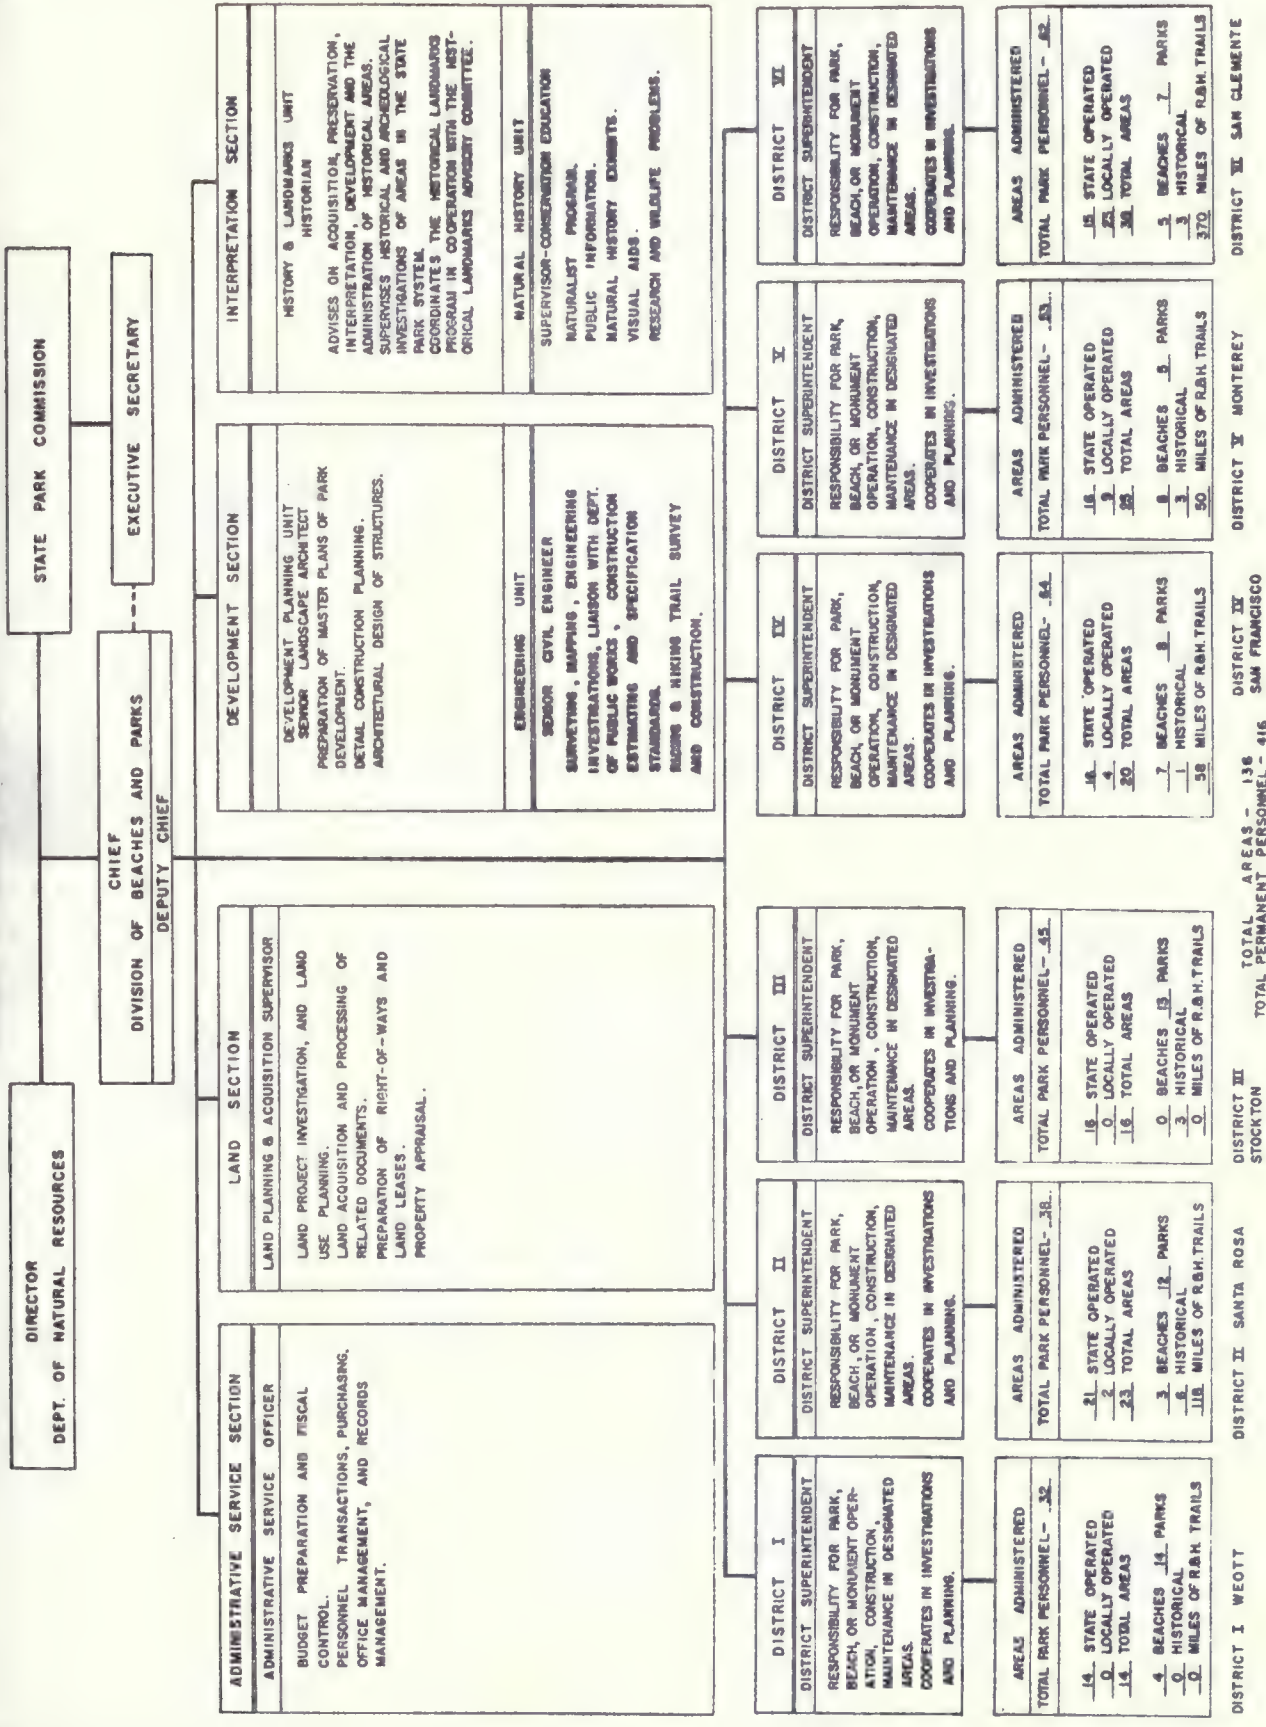 STATE PARK COMMISSION
EXECUTIVE SECRETARY
DIRECTOR
DEPT. OF NATURAL RESOURCES
CHIEF
DIVISION OF BEACHES AND PARKS
DEPUTY CHIEF
ADMINISTRATIVE SERVICE SECTION
ADMINISTRATIVE SERVICE OFFICER
BUDGET PREPARATION AND FISCAL
CONTROL.
PERSONNEL TRANSACTIONS, PURCHASING,
OFFICE MANAGEMENT, AND RECORDS
MANAGEMENT.
LAND SECTION
LAND PLANNING & ACQUISITION SUPERVISOR
LAND PROJECT INVESTIGATION, AND LAND
USE PLANNING.
LAND ACQUISITION AND PROCESSING OF
RELATED DOCUMENTS.
PREPARATION OF RIGHT-OF-WAYS AND
LAND LEASES.
PROPERTY APPRAISAL.
DEVELOPMENT SECTION
DEVELOPMENT PLANNING UNIT
SENIOR LANDSCAPE ARCHITECT
PREPARATION OF MASTER PLANS OF PARK
DEVELOPMENT.
DETAIL CONSTRUCTION PLANNING.
ARCHITECTURAL DESIGN OF STRUCTURES.
ENGINEERING UNIT
SENIOR CIVIL ENGINEER
SURVEYING, MAPPING, ENGINEERING
INVESTIGATIONS, LIAISON WITH DEPT.
OF PUBLIC WORKS, CONSTRUCTION
ESTIMATING AND SPECIFICATION
STANDARDS.
RIDING & HIKING TRAIL SURVEY
AND CONSTRUCTION.
INTERPRETATION SECTION
HISTORY & LANDMARKS UNIT
HISTORIAN
ADVISES ON ACQUISITION, PRESERVATION,
INTERPRETATION, DEVELOPMENT AND THE
ADMINISTRATION OF HISTORICAL AREAS.
SUPERVISES HISTORICAL AND ARCHEOLOGICAL
INVESTIGATIONS OF AREAS IN THE STATE
PARK SYSTEM.
COORDINATES THE HISTORICAL LANDMARKS
PROGRAM IN COOPERATION WITH THE HIST-
ORICAL LANDMARKS ADVISORY COMMITTEE.
NATURAL HISTORY UNIT
SUPERVISOR-CONSERVATION EDUCATION
NATURALIST PROGRAM.
PUBLIC INFORMATION.
NATURAL HISTORY EXHIBITS.
VISUAL AIDS.
RESEARCH AND WILDLIFE PROBLEMS.
DISTRICT I
DISTRICT SUPERINTENDENT
RESPONSIBILITY FOR PARK,
BEACH, OR MONUMENT OPER-
ATION, CONSTRUCTION,
MAINTENANCE IN DESIGNATED
AREAS.
COOPERATES IN INVESTIGATIONS
AND PLANNING.
DISTRICT II
DISTRICT SUPERINTENDENT
RESPONSIBILITY FOR PARK,
BEACH, OR MONUMENT
OPERATION, CONSTRUCTION,
MAINTENANCE IN DESIGNATED
AREAS.
COOPERATES IN INVESTIGATIONS
AND PLANNING.
DISTRICT III
DISTRICT SUPERINTENDENT
RESPONSIBILITY FOR PARK,
BEACH, OR MONUMENT
OPERATION, CONSTRUCTION,
MAINTENANCE IN DESIGNATED
AREAS.
COOPERATES IN INVESTIGA-
TIONS AND PLANNING.
DISTRICT IV
DISTRICT SUPERINTENDENT
RESPONSIBILITY FOR PARK,
BEACH, OR MONUMENT
OPERATION, CONSTRUCTION,
MAINTENANCE IN DESIGNATED
AREAS.
COOPERATES IN INVESTIGATIONS
AND PLANNING.
DISTRICT V
DISTRICT SUPERINTENDENT
RESPONSIBILITY FOR PARK,
BEACH, OR MONUMENT
OPERATION, CONSTRUCTION,
MAINTENANCE IN DESIGNATED
AREAS.
COOPERATES IN INVESTIGATIONS
AND PLANNING.
DISTRICT VI
DISTRICT SUPERINTENDENT
RESPONSIBILITY FOR PARK,
BEACH, OR MONUMENT
OPERATION, CONSTRUCTION,
MAINTENANCE IN DESIGNATED
AREAS.
COOPERATES IN INVESTIGATIONS
AND PLANNING.
AREAS ADMINISTERED
TOTAL PARK PERSONNEL- 32
14 STATE OPERATED
0 LOCALLY OPERATED
14 TOTAL AREAS
4 BEACHES 14 PARKS
0 HISTORICAL
0 MILES OF R.&H. TRAILS
AREAS ADMINISTERED
TOTAL PARK PERSONNEL- 38
21 STATE OPERATED
2 LOCALLY OPERATED
23 TOTAL AREAS
3 BEACHES 12 PARKS
6 HISTORICAL
118 MILES OF R.&H. TRAILS
AREAS ADMINISTERED
TOTAL PARK PERSONNEL- 45
16 STATE OPERATED
0 LOCALLY OPERATED
16 TOTAL AREAS
0 BEACHES 13 PARKS
3 HISTORICAL
0 MILES OF R.&H. TRAILS
AREAS ADMINISTERED
TOTAL PARK PERSONNEL-
16 STATE OPERATED
4 LOCALLY OPERATED
20 TOTAL AREAS
7 BEACHES 8 PARKS
1 HISTORICAL
58 MILES OF R.&H. TRAILS
AREAS ADMINISTERED
TOTAL PARK PERSONNEL-
16 STATE OPERATED
9 LOCALLY OPERATED
25 TOTAL AREAS
8 BEACHES 5 PARKS
3 HISTORICAL
50 MILES OF R.&H. TRAILS
AREAS ADMINISTERED
TOTAL PARK PERSONNEL- 62
15 STATE OPERATED
LOCALLY OPERATED
TOTAL AREAS
5 BEACHES 7 PARKS
3 HISTORICAL
370 MILES OF R.&H. TRAILS
DISTRICT I WEOTT
DISTRICT II SANTA ROSA
DISTRICT III
STOCKTON
DISTRICT IV
SAN FRANCISCO
DISTRICT V MONTEREY
DISTRICT VI SAN CLEMENTE
TOTAL AREAS - 136
TOTAL PERMANENT PERSONNEL - 416